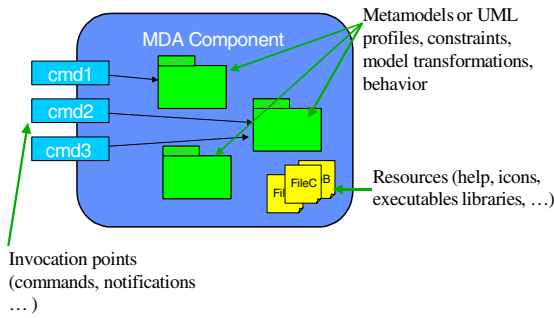 Metamodels or UML
profiles, constraints,
model transformations,
behavior
MDA Component
cmd1
cmd2
cmd3
FileC
B
Fil
Resources (help, icons,
executables libraries, …)
Invocation points
(commands, notifications
… )